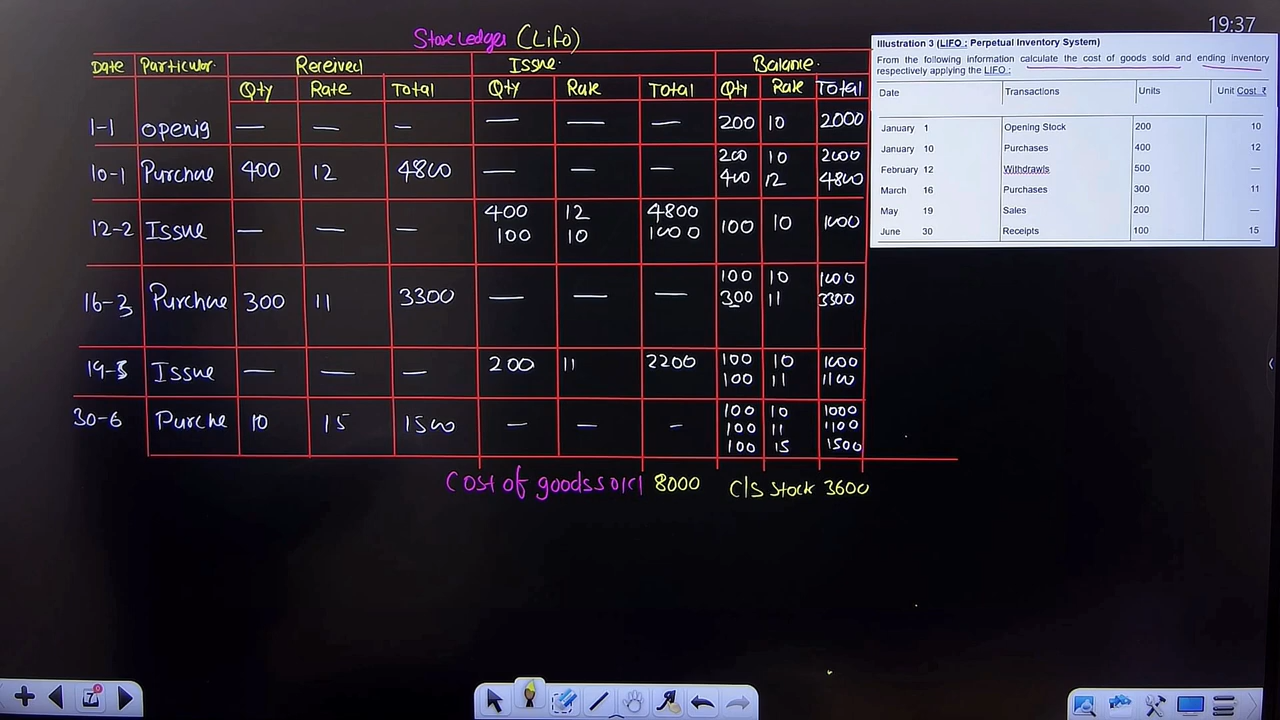 19:37
Store Ledger (Lifo)
Date Particular Received Issue Balance
Qty Rate Total Qty Rate Total Qty Rate Total
1-1 openig — — — — — — 200 10 2000
10-1 Purchase 400 12 4800 — — — 200 10 2000
400 12 4800
12-2 Issue — — — 400 12 4800 100 10 1000
100 10 1000
16-3 Purchase 300 11 3300 — — — 100 10 1000
300 11 3300
19-5 Issue — — — 200 11 2200 100 10 1000
100 11 1100
30-6 Purche 10 15 1500 — — — 100 10 1000
100 11 1100
100 15 1500
Cost of goods sold 8000 C/S stock 3600
Illustration 3 (LIFO : Perpetual Inventory System)
From the following information calculate the cost of goods sold and ending inventory
respectively applying the LIFO :
Date Transactions Units Unit Cost ₹
January 1 Opening Stock 200 10
January 10 Purchases 400 12
February 12 Withdrawls 500 —
March 16 Purchases 300 11
May 19 Sales 200 —
June 30 Receipts 100 15
7